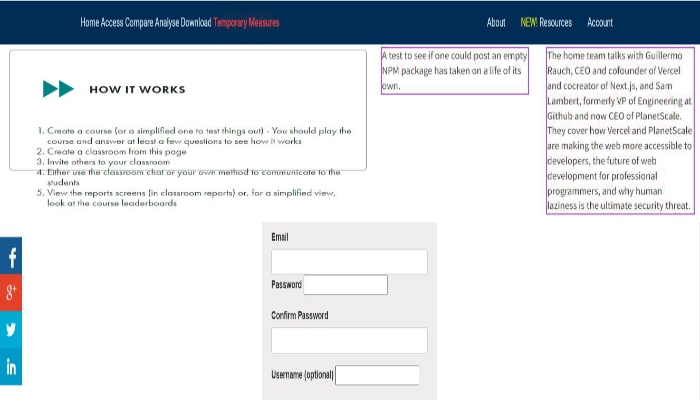 Home Access Compare Analyse Download Temporary Measures
About NEW! Resources Account
HOW IT WORKS
1. Create a course (or a simplified one to test things out) - You should play the
course and answer at least a few questions to see how it works
2. Create a classroom from this page
3. Invite others to your classroom
4. Either use the classroom chat or your own method to communicate to the
students
5. View the reports screens (in classroom reports) or, for a simplified view,
look at the course leaderboards
A test to see if one could post an empty
NPM package has taken on a life of its
own.
The home team talks with Guillermo
Rauch, CEO and cofounder of Vercel
and cocreator of Next.js, and Sam
Lambert, formerly VP of Engineering at
Github and now CEO of PlanetScale.
They cover how Vercel and PlanetScale
are making the web more accessible to
developers, the future of web
development for professional
programmers, and why human
laziness is the ultimate security threat.
f
g+
in
Email
Password
Confirm Password
Username (optional)